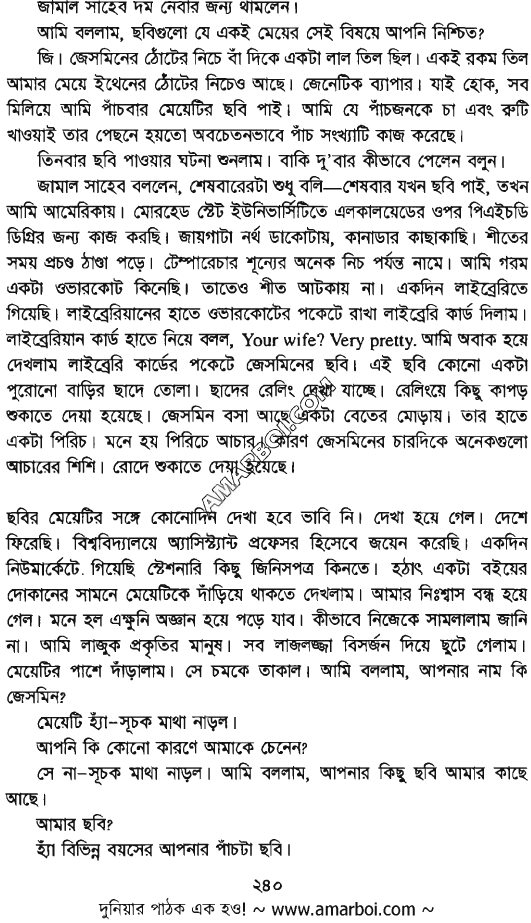 জামাল সাহেব দম নেবার জন্য থামলেন।
আমি বললাম, ছবিগুলো যে একই মেয়ের সেই বিষয়ে আপনি নিশ্চিত?
জি। জেসমিনের ঠোঁটের নিচে বাঁ দিকে একটা লাল তিল ছিল। একই রকম তিল
আমার মেয়ে ইথেনের ঠোঁটের নিচেও আছে। জেনেটিক ব্যাপার। যাই হোক, সব
মিলিয়ে আমি পাঁচবার মেয়েটির ছবি পাই। আমি যে পাঁচজনকে চা এবং রুটি
খাওয়াই তার পেছনে হয়তো অবচেতনভাবে পাঁচ সংখ্যাটি কাজ করেছে।
তিনবার ছবি পাওয়ার ঘটনা শুনলাম। বাকি দু'বার কীভাবে পেলেন বলুন।
জামাল সাহেব বললেন, শেষবারেরটা শুধু বলি—শেষবার যখন ছবি পাই, তখন
আমি আমেরিকায়। মোরহেড স্টেট ইউনিভার্সিটিতে এলকালয়েডের ওপর পিএইচডি
ডিগ্রির জন্য কাজ করছি। জায়গাটা নর্থ ডাকোটায়, কানাডার কাছাকাছি। শীতের
সময় প্রচণ্ড ঠাণ্ডা পড়ে। টেম্পারেচার শূন্যের অনেক নিচ পর্যন্ত নামে। আমি গরম
একটা ওভারকোট কিনেছি। তাতেও শীত আটকায় না। একদিন লাইব্রেরিতে
গিয়েছি। লাইব্রেরিয়ানের হাতে ওভারকোটের পকেটে রাখা লাইব্রেরি কার্ড দিলাম।
লাইব্রেরিয়ান কার্ড হাতে নিয়ে বলল, Your wife? Very pretty. আমি অবাক হয়ে
দেখলাম লাইব্রেরি কার্ডের পকেটে জেসমিনের ছবি। এই ছবি কোনো একটা
পুরোনো বাড়ির ছাদে তোলা। ছাদের রেলিং দেখা যাচ্ছে। রেলিংয়ে কিছু কাপড়
শুকাতে দেয়া হয়েছে। জেসমিন বসা আছে একটা বেতের মোড়ায়। তার হাতে
একটা পিরিচ। মনে হয় পিরিচে আচার। কারণ জেসমিনের চারদিকে অনেকগুলো
আচারের শিশি। রোদে শুকাতে দেয়া হয়েছে।
AMARBOI.COM
ছবির মেয়েটির সঙ্গে কোনোদিন দেখা হবে ভাবি নি। দেখা হয়ে গেল। দেশে
ফিরেছি। বিশ্ববিদ্যালয়ে অ্যাসিস্ট্যান্ট প্রফেসর হিসেবে জয়েন করেছি। একদিন
নিউমার্কেটে গিয়েছি স্টেশনারি কিছু জিনিসপত্র কিনতে। হঠাৎ একটা বইয়ের
দোকানের সামনে মেয়েটিকে দাঁড়িয়ে থাকতে দেখলাম। আমার নিঃশ্বাস বন্ধ হয়ে
গেল। মনে হল এক্ষুনি অজ্ঞান হয়ে পড়ে যাব। কীভাবে নিজেকে সামলালাম জানি
না। আমি লাজুক প্রকৃতির মানুষ। সব লাজলজ্জা বিসর্জন দিয়ে ছুটে গেলাম।
মেয়েটির পাশে দাঁড়ালাম। সে চমকে তাকাল। আমি বললাম, আপনার নাম কি
জেসমিন?
মেয়েটি হ্যাঁ-সূচক মাথা নাড়ল।
আপনি কি কোনো কারণে আমাকে চেনেন?
সে না-সূচক মাথা নাড়ল। আমি বললাম, আপনার কিছু ছবি আমার কাছে
আছে।
আমার ছবি?
হ্যাঁ বিভিন্ন বয়সের আপনার পাঁচটা ছবি।
২৪০
দুনিয়ার পাঠক এক হও! ~ www.amarboi.com ~